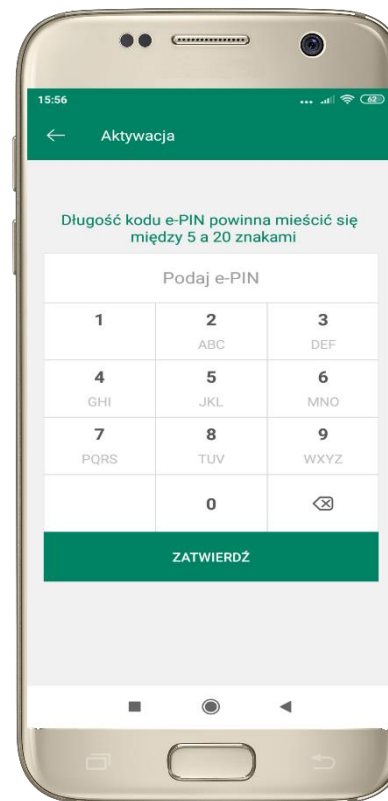 15:56
62
Aktywacja
Długość kodu e-PIN powinna mieścić się
między 5 a 20 znakami
Podaj e-PIN
1 2 3
ABC DEF
4 5 6
GHI JKL MNO
7 8 9
PQRS TUV WXYZ
0
ZATWIERDŹ